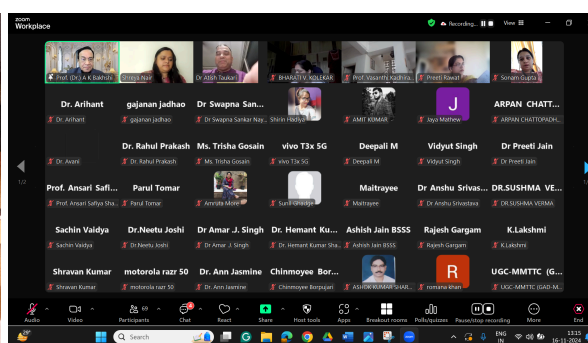 zoom
Workplace
Recording...
View
Prof. (Dr.) A K Bakhshi
Shreya Nair
Dr Atish Taukari
BHARATI V. KOLEKAR
Prof. Vasanthi Kadhira...
Preeti Rawat
Sonam Gupta
Dr. Arihant
gajanan jadhao
Dr Swapna San...
ARPAN CHATT...
Dr. Arihant
gajanan jadhao
Dr Swapna Sankar Nay...
Shirin Hadiya
AMIT KUMAR
J
Jaya Mathew
ARPAN CHATTOPADH...
Dr. Rahul Prakash
Ms. Trisha Gosain
vivo T3x 5G
Deepali M
Vidyut Singh
Dr Preeti Jain
Dr. Avani
Dr. Rahul Prakash
Ms. Trisha Gosain
vivo T3x 5G
Deepali M
Vidyut Singh
Dr Preeti Jain
1/2
Prof. Ansari Safi...
Parul Tomar
Maitrayee
Dr Anshu Srivas...
DR.SUSHMA VE...
Prof. Ansari Safiya Sha...
Parul Tomar
Amruta More
Sunil Ghadge
Maitrayee
Dr Anshu Srivastava
DR.SUSHMA VERMA
Sachin Vaidya
Dr.Neetu Joshi
Dr Amar J. Singh
Dr. Hemant Ku...
Ashish Jain BSSS
Rajesh Gargam
K.Lakshmi
Sachin Vaidya
Dr.Neetu Joshi
Dr Amar J. Singh
Dr. Hemant Kumar Sha...
Ashish Jain BSSS
Rajesh Gargam
K.Lakshmi
Shravan Kumar
motorola razr 50
Dr. Ann Jasmine
Chinmoyee Bor...
R
UGC-MMTTC (G...
Shravan Kumar
motorola razr 50
Dr. Ann Jasmine
Chinmoyee Borpujari
ASHOK KUMAR SHAR...
romana khan
UGC-MMTTC (GAD-M...
Audio
Video
Participants
69
Chat
React
Share
Host tools
Apps
Breakout rooms
Polls/quizzes
Pause/stop recording
More
End
Search
ENG
IN
13:15
16-11-2024